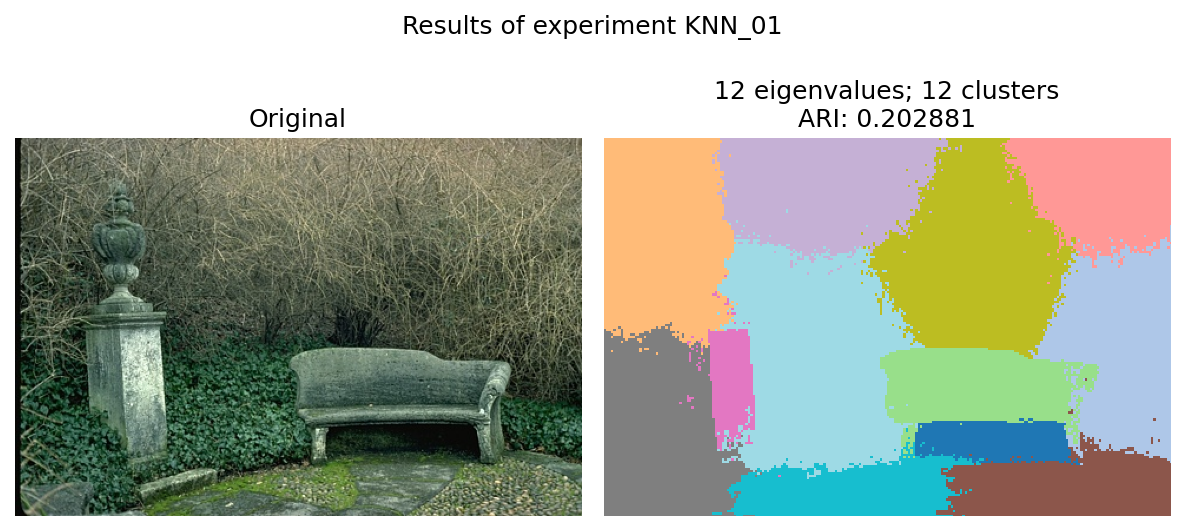 Results of experiment KNN_01
Original
12 eigenvalues; 12 clusters
ARI: 0.202881